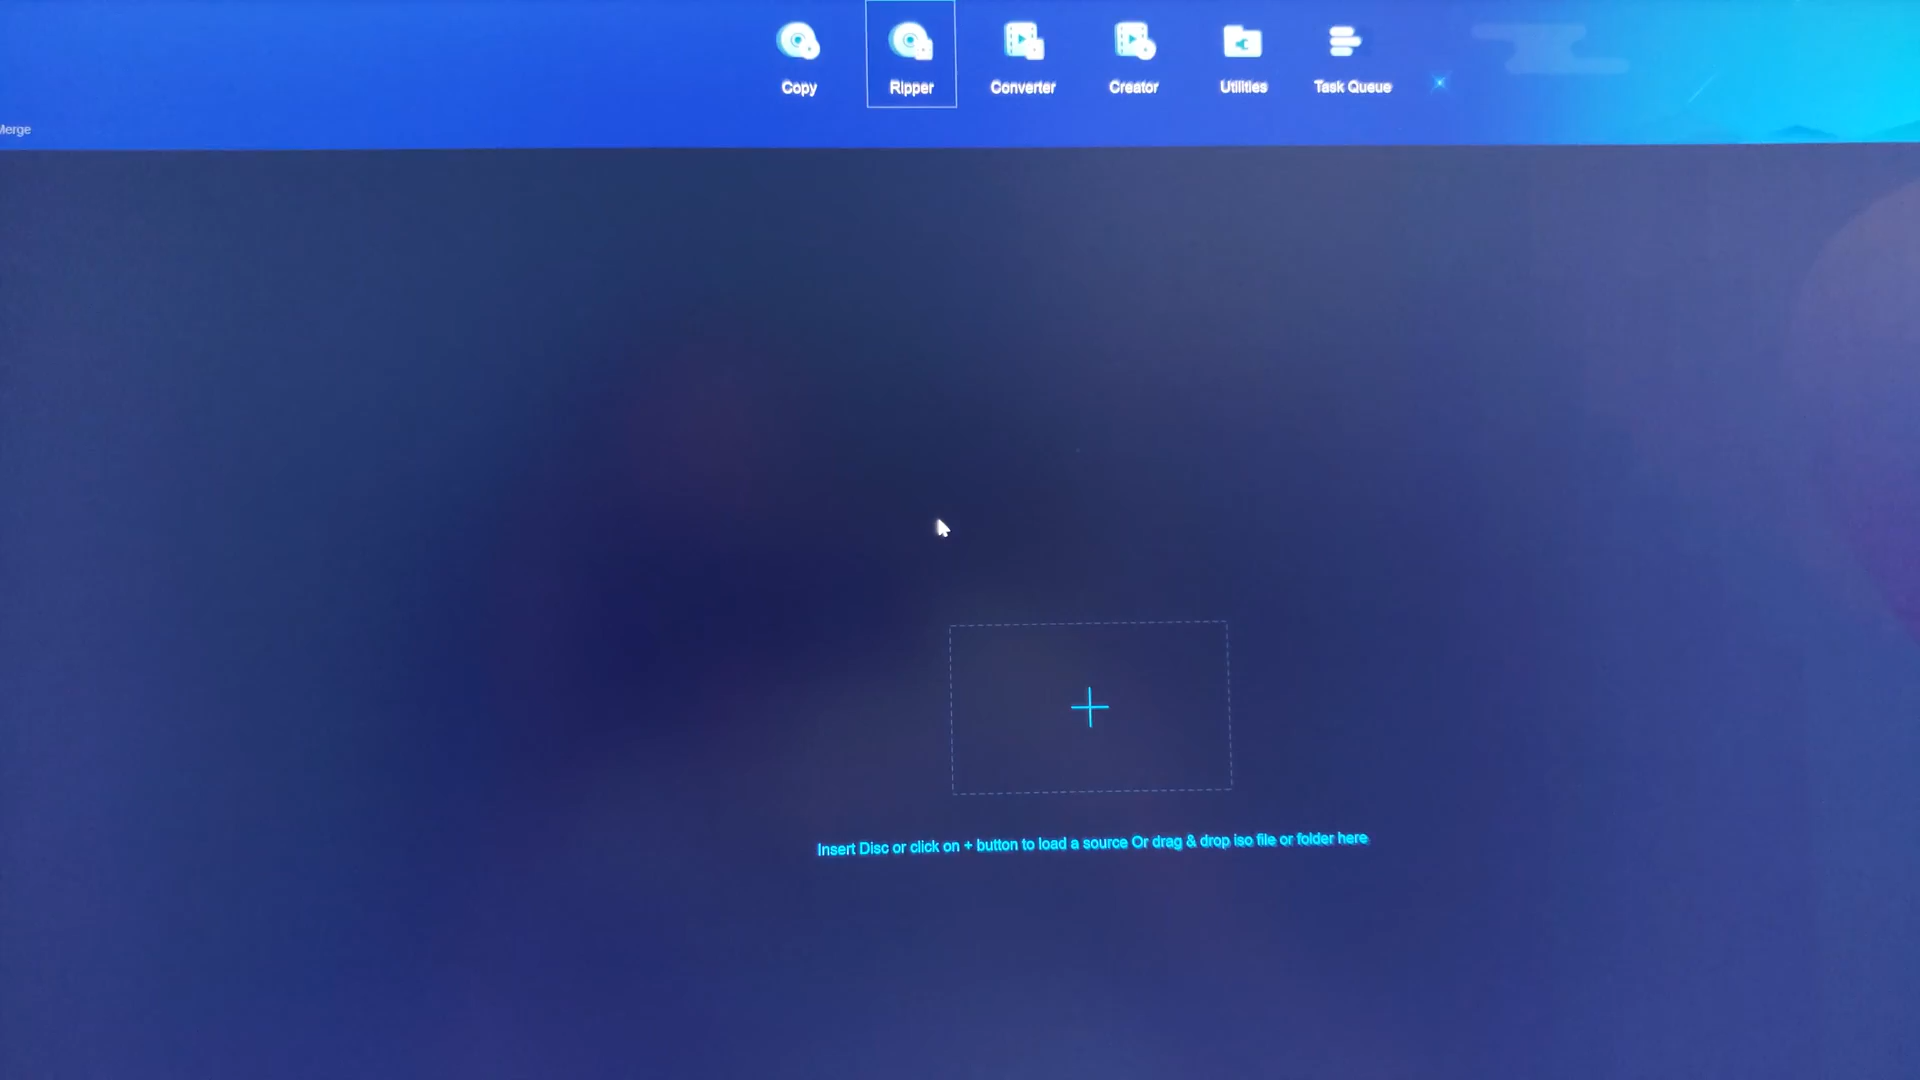 Copy
Ripper
Converter
Creator
Utilities
Task Queue
Merge
Insert Disc or click on + button to load a source Or drag & drop iso file or folder here